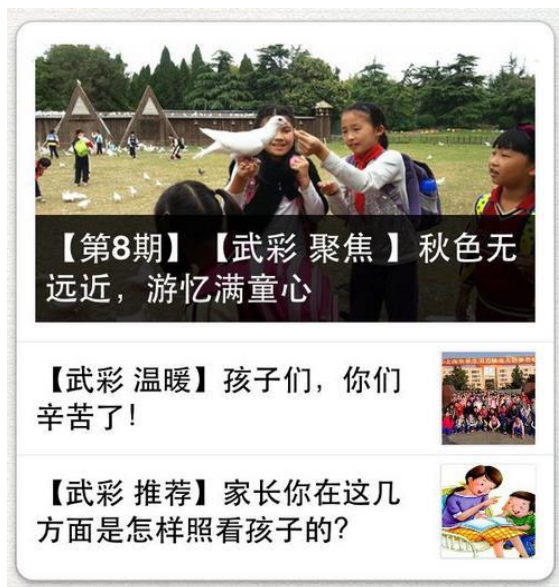 【第8期】【武彩 聚焦 】秋色无
远近，游忆满童心
【武彩 温暖】孩子们，你们
辛苦了！
【武彩 推荐】家长你在这几
方面是怎样照看孩子的？